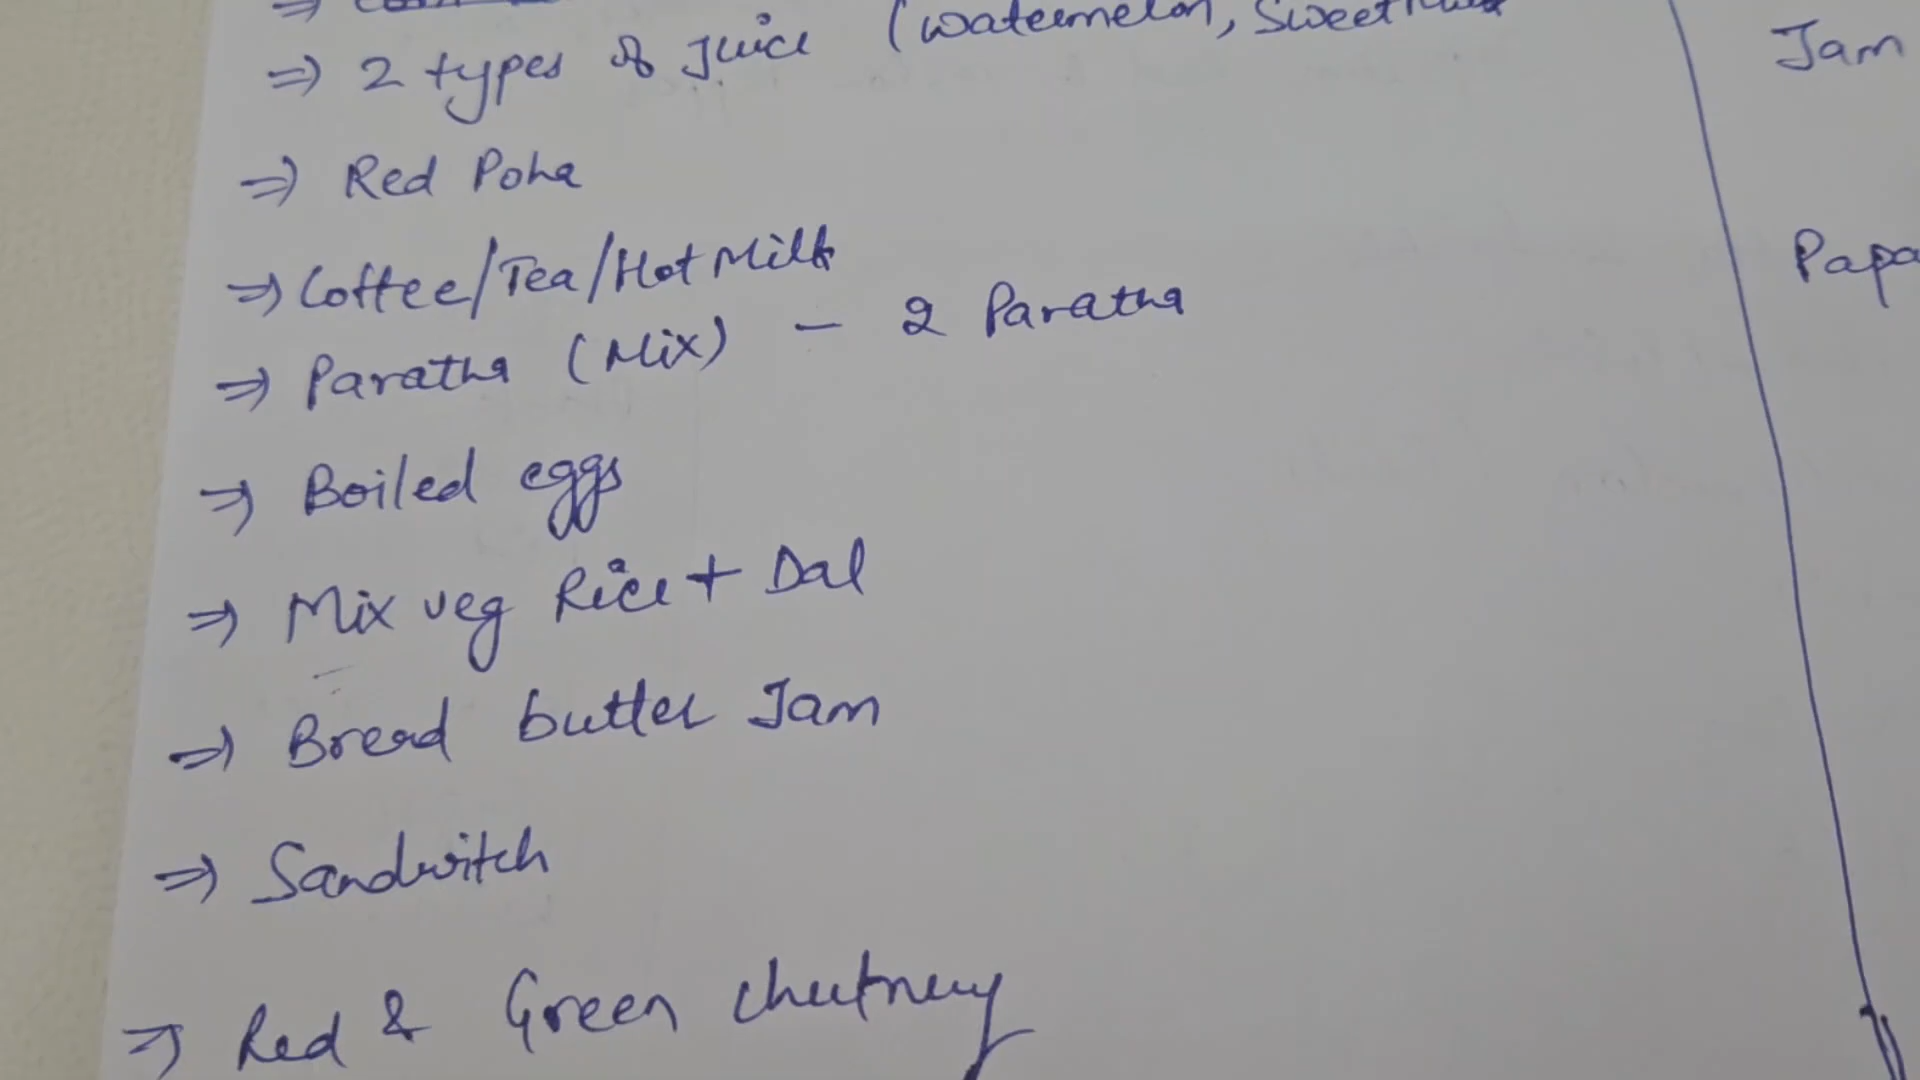 ⇒ 2 types of Juice (Watermelon, Sweet
⇒ Red Poha
⇒ Coffee/Tea/Hot Milk
⇒ Paratha (Mix) - 2 Paratha
⇒ Boiled eggs
⇒ Mix veg Rice + Dal
⇒ Bread butter Jam
⇒ Sandwitch
⇒ Red & Green chutney
Jam
Papa